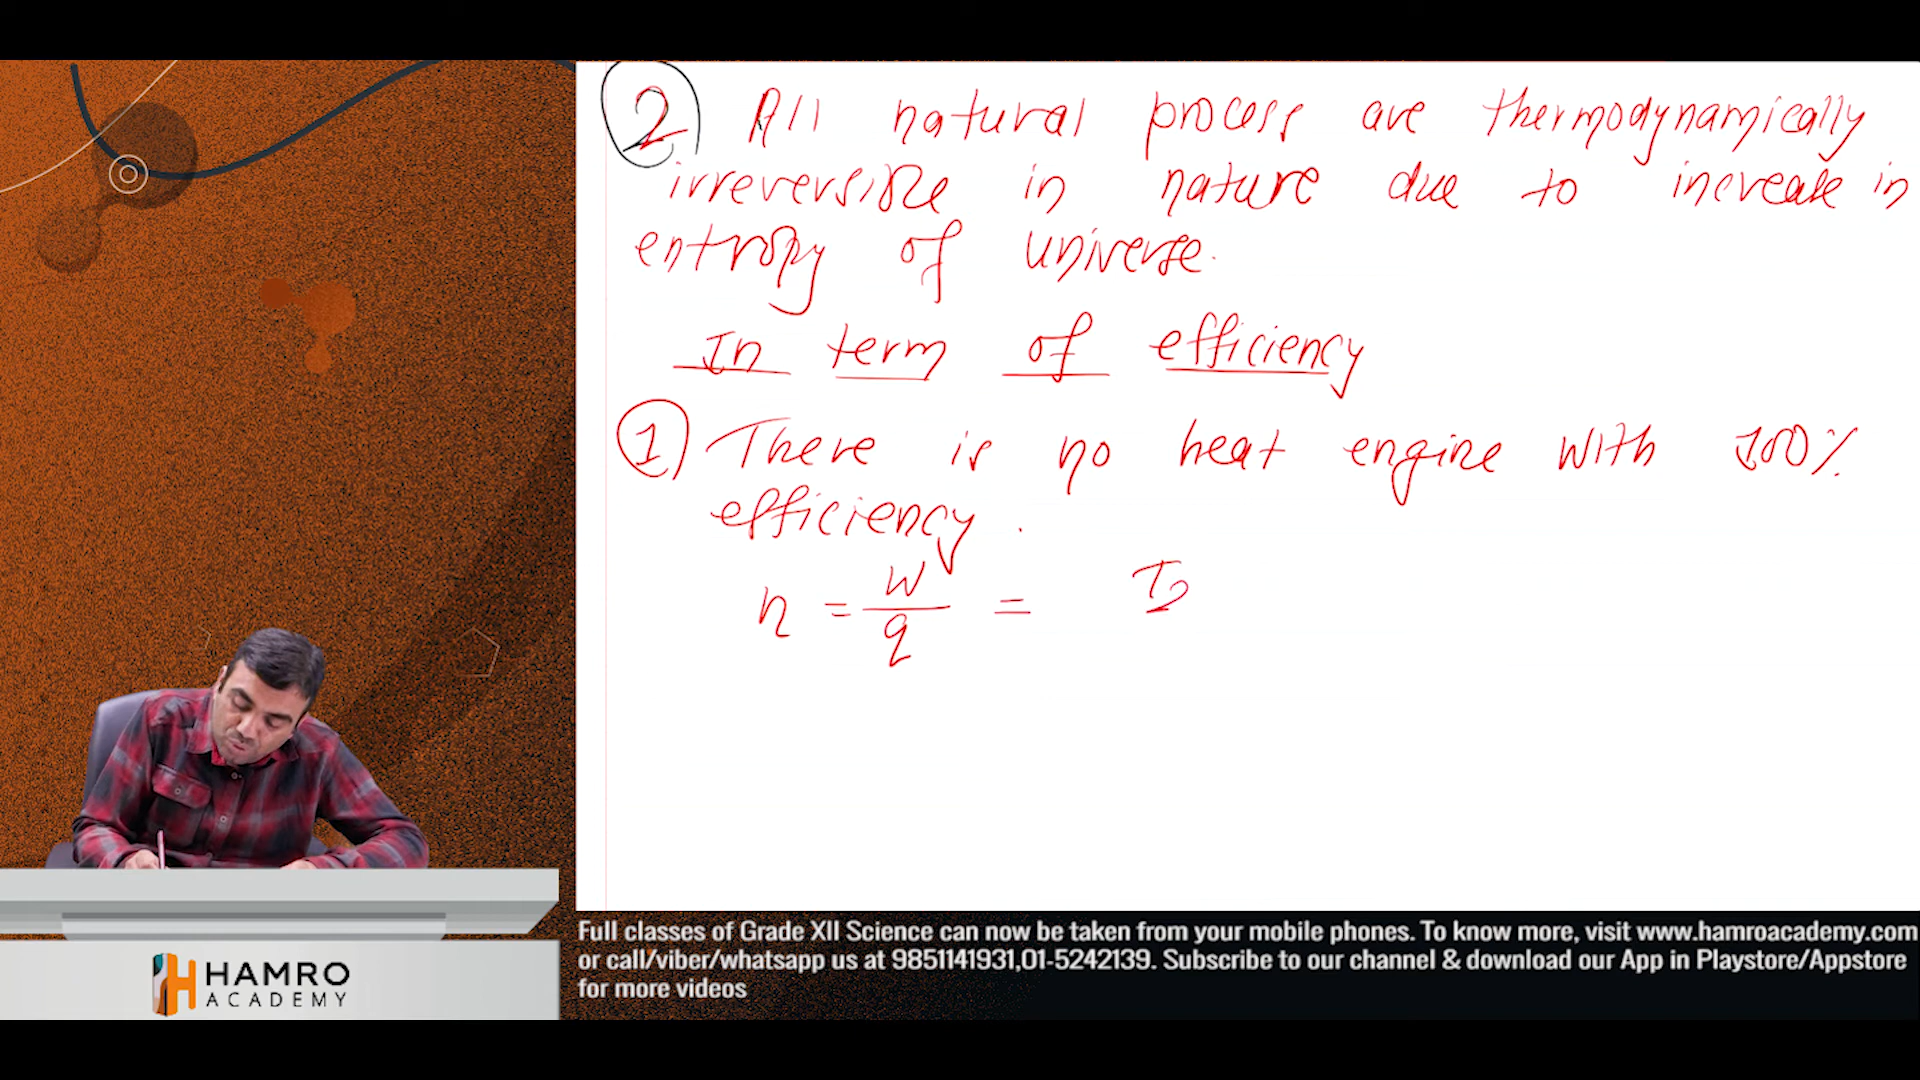 2 All natural process are thermodynamically
irreversible in nature due to increase in
entropy of universe.
In term of efficiency
1 There is no heat engine with 100%
efficiency.
η = W/q = T2
Full classes of Grade XII Science can now be taken from your mobile phones. To know more, visit www.hamroacademy.com
or call/viber/whatsapp us at 9851141931,01-5242139. Subscribe to our channel & download our App in Playstore/Appstore
for more videos
HAMRO
ACADEMY